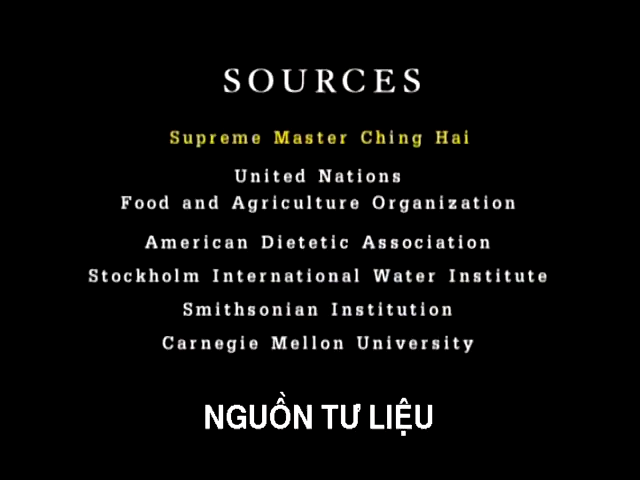 SOURCES
Supreme Master Ching Hai
United Nations
Food and Agriculture Organization
American Dietetic Association
Stockholm International Water Institute
Smithsonian Institution
Carnegie Mellon University
NGUỒN TƯ LIỆU